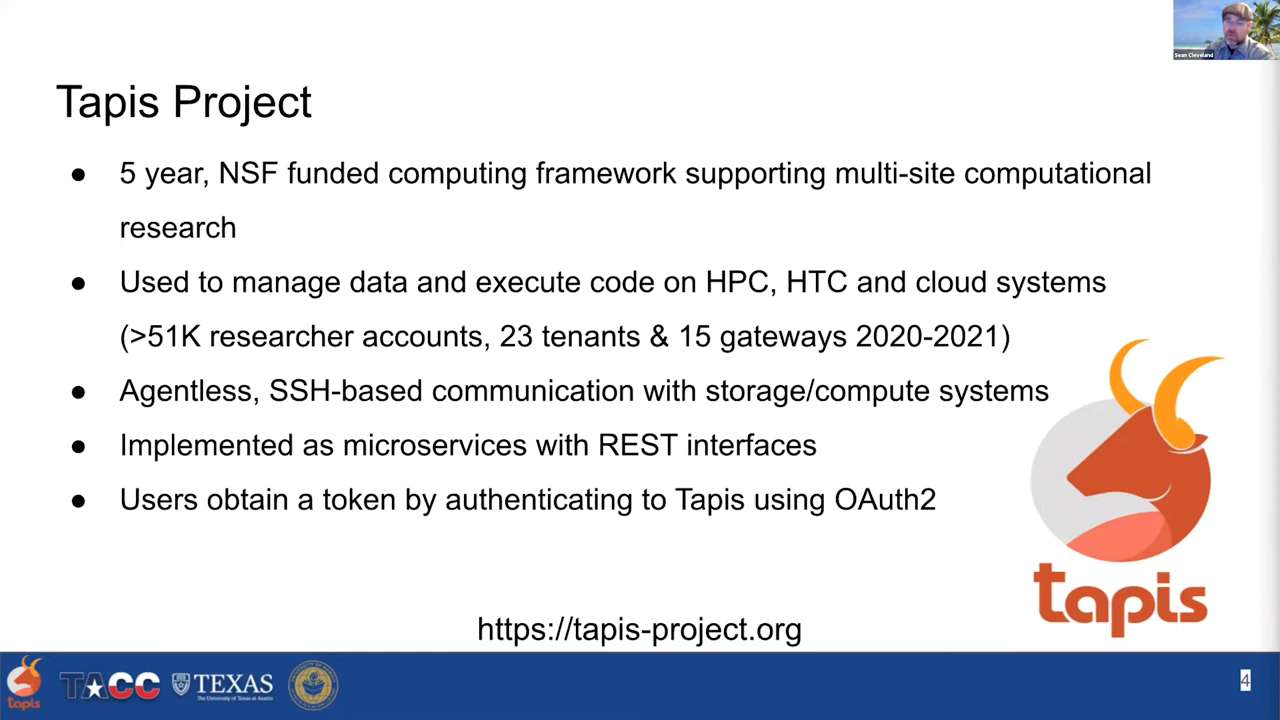 Sean Cleveland
Tapis Project
● 5 year, NSF funded computing framework supporting multi-site computational
research
● Used to manage data and execute code on HPC, HTC and cloud systems
(>51K researcher accounts, 23 tenants & 15 gateways 2020-2021)
● Agentless, SSH-based communication with storage/compute systems
● Implemented as microservices with REST interfaces
● Users obtain a token by authenticating to Tapis using OAuth2
tapis
https://tapis-project.org
tapis
TACC
TEXAS
The University of Texas at Austin
4